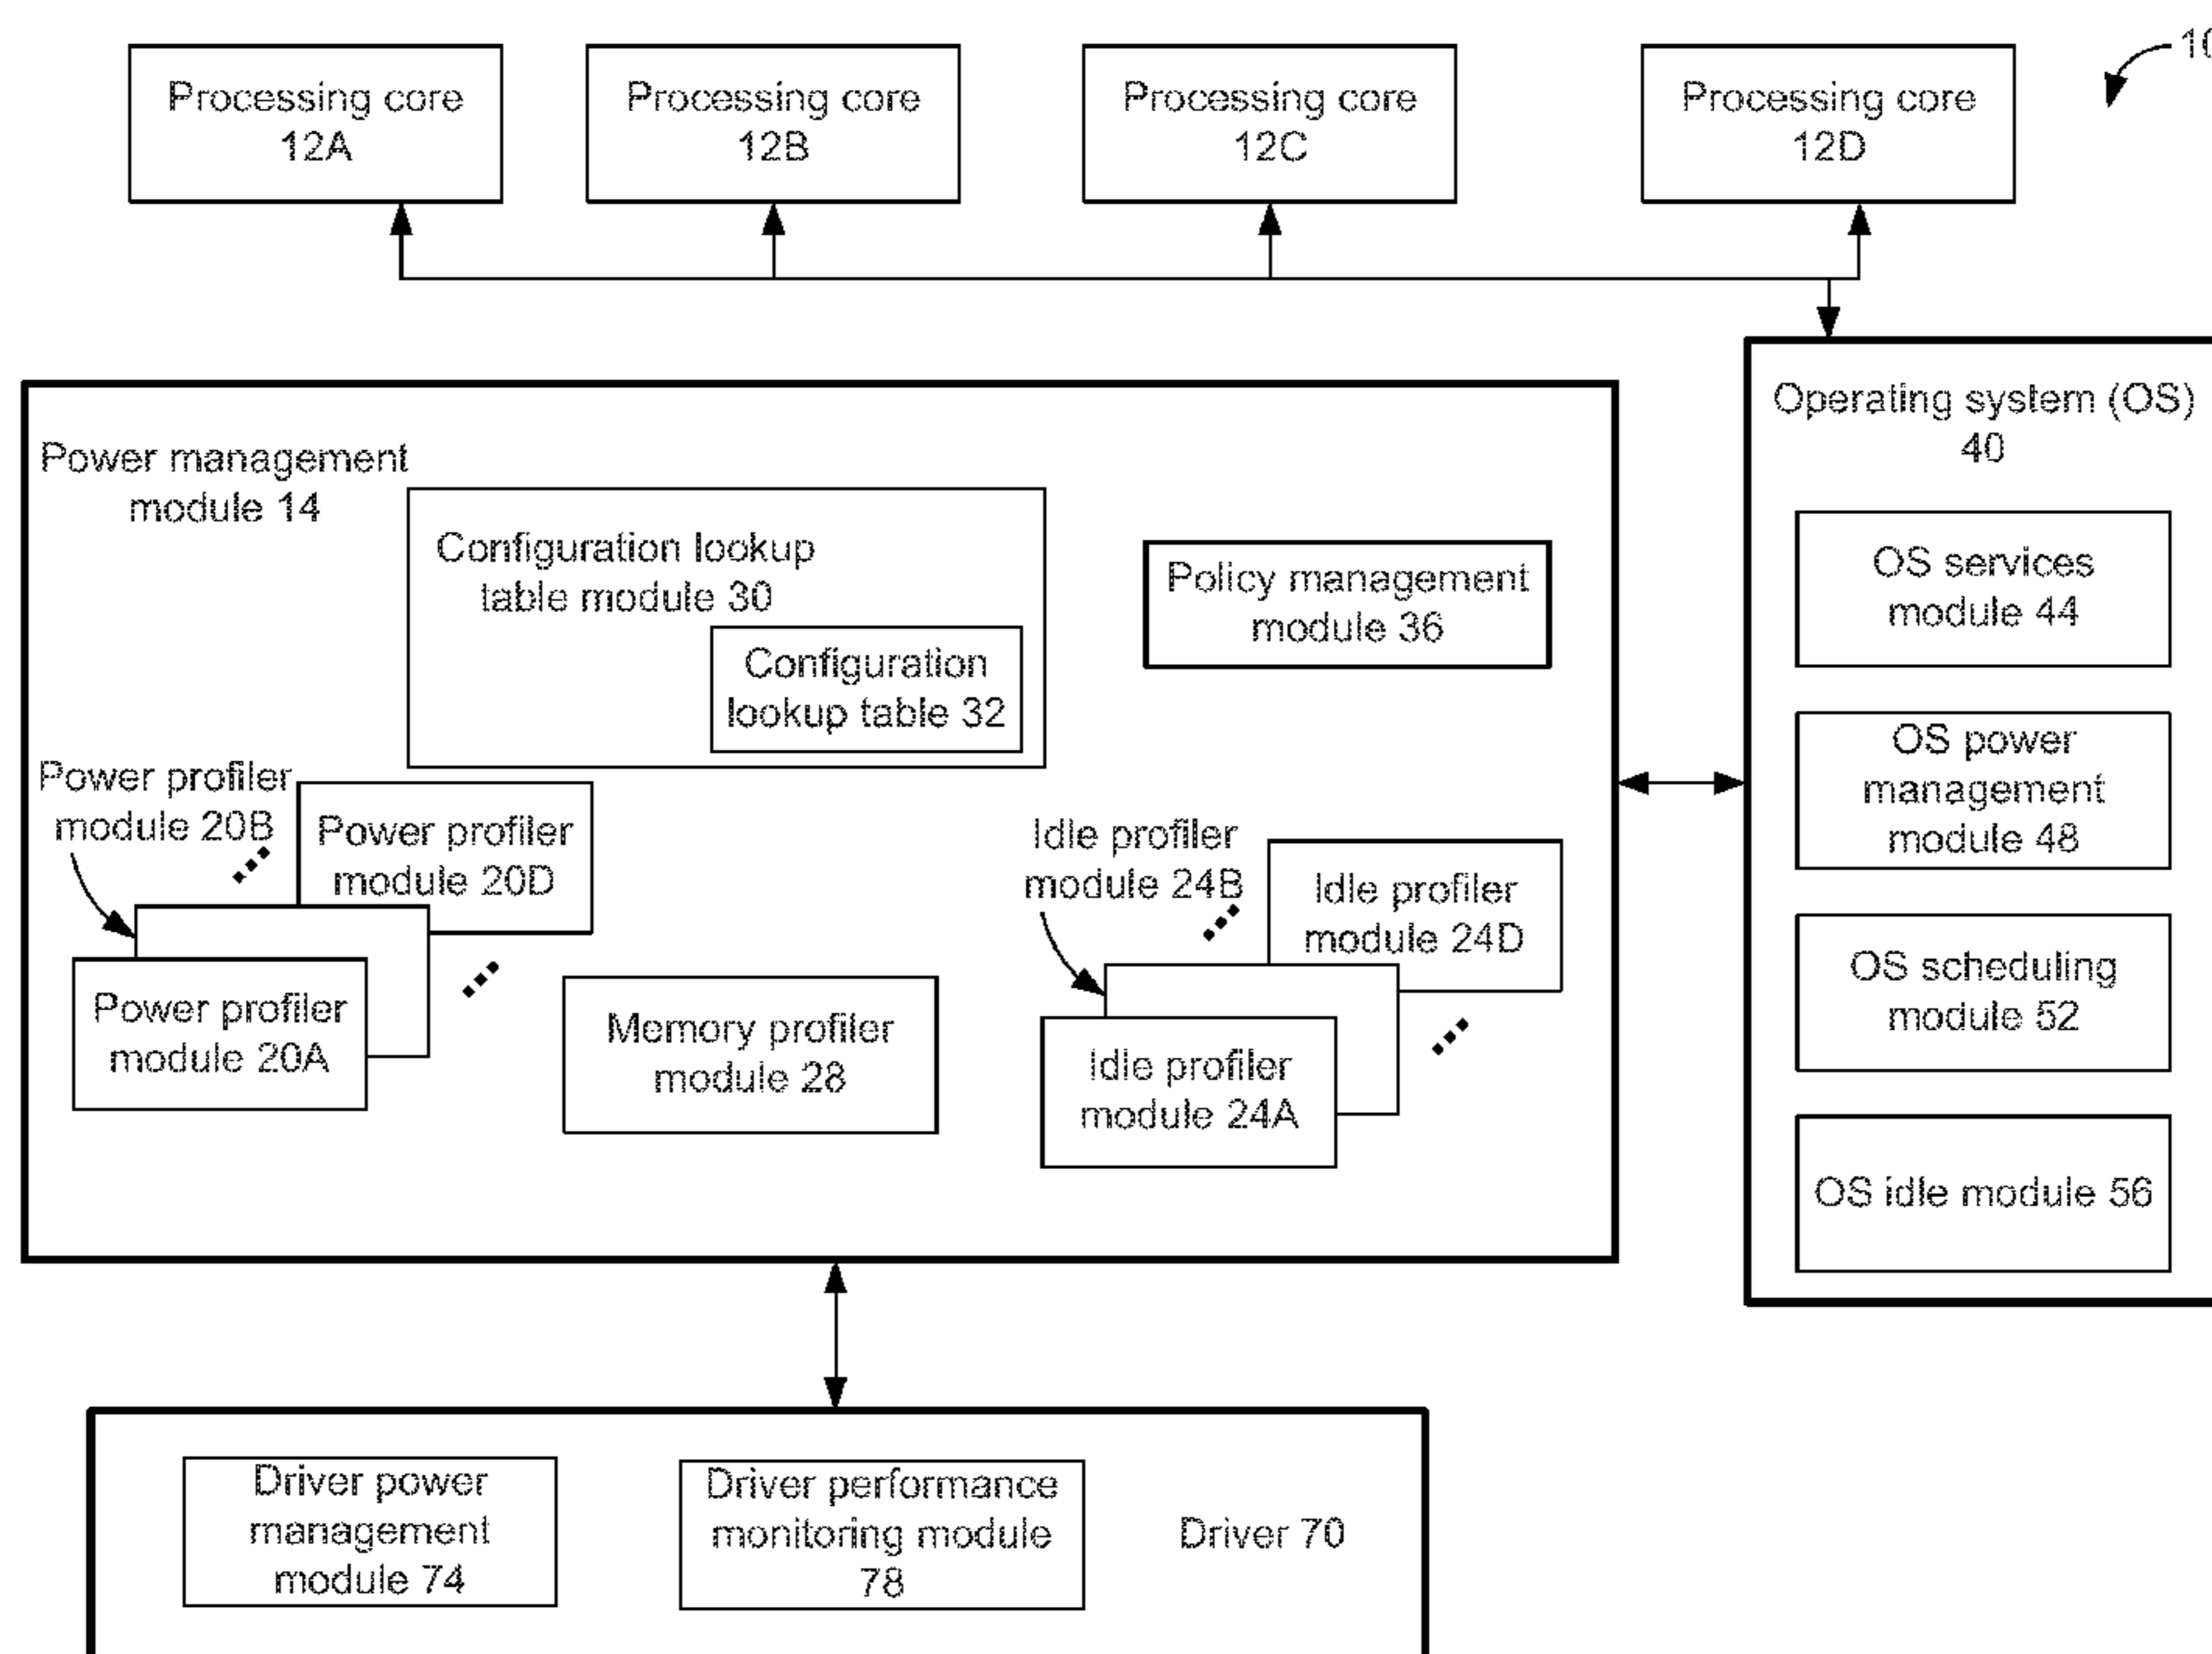 10
Processing core
12A
Processing core
12B
Processing core
12C
Processing core
12D
Operating system (OS)
40
OS services
module 44
OS power
management
module 48
OS scheduling
module 52
OS idle module 56
Power management
module 14
Configuration lookup
table module 30
Configuration
lookup table 32
Policy management
module 36
Power profiler
module 20B
Power profiler
module 20D
Power profiler
module 20A
Memory profiler
module 28
Idle profiler
module 24B
Idle profiler
module 24D
Idle profiler
module 24A
Driver power
management
module 74
Driver performance
monitoring module
78
Driver 70